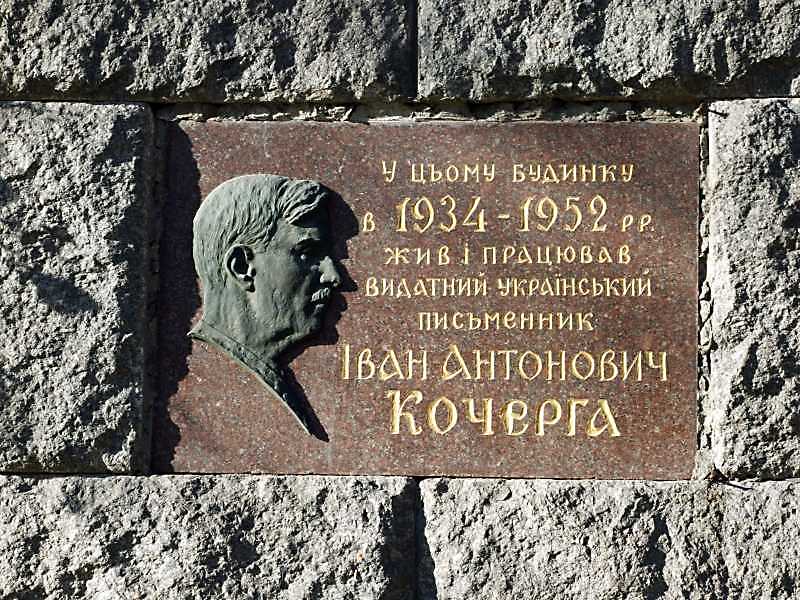 У цьому будинку
в 1934-1952 рр.
жив і працював
видатний український
письменник
Іван Антонович
Кочерга